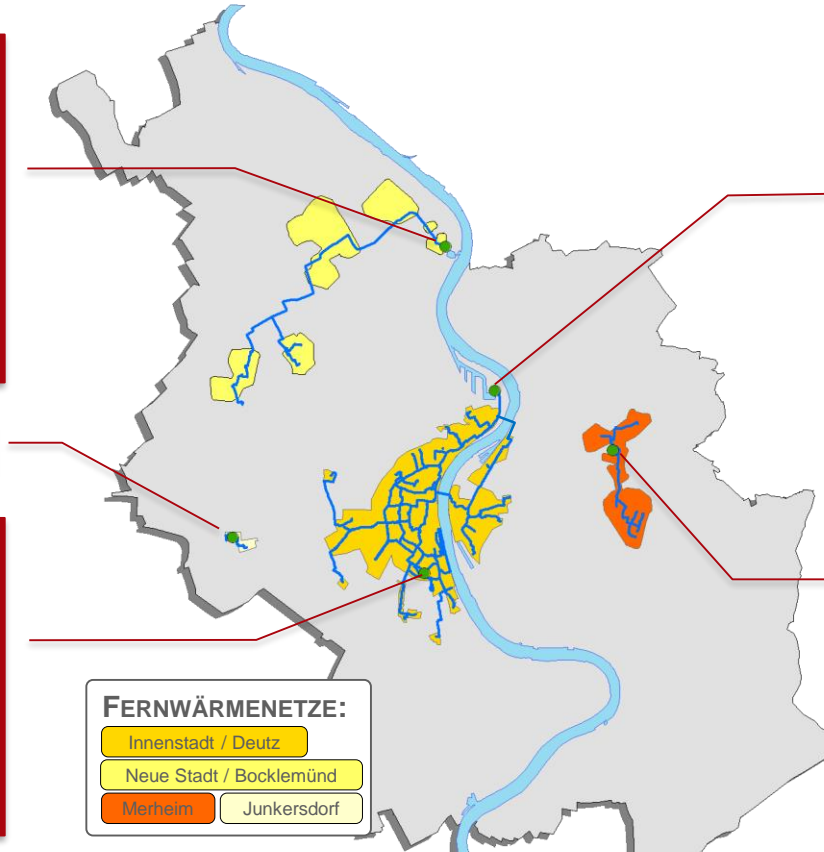 FERNWÄRMENETZE:
Innenstadt / Deutz
Neue Stadt / Bocklemünd
Merheim Junkersdorf